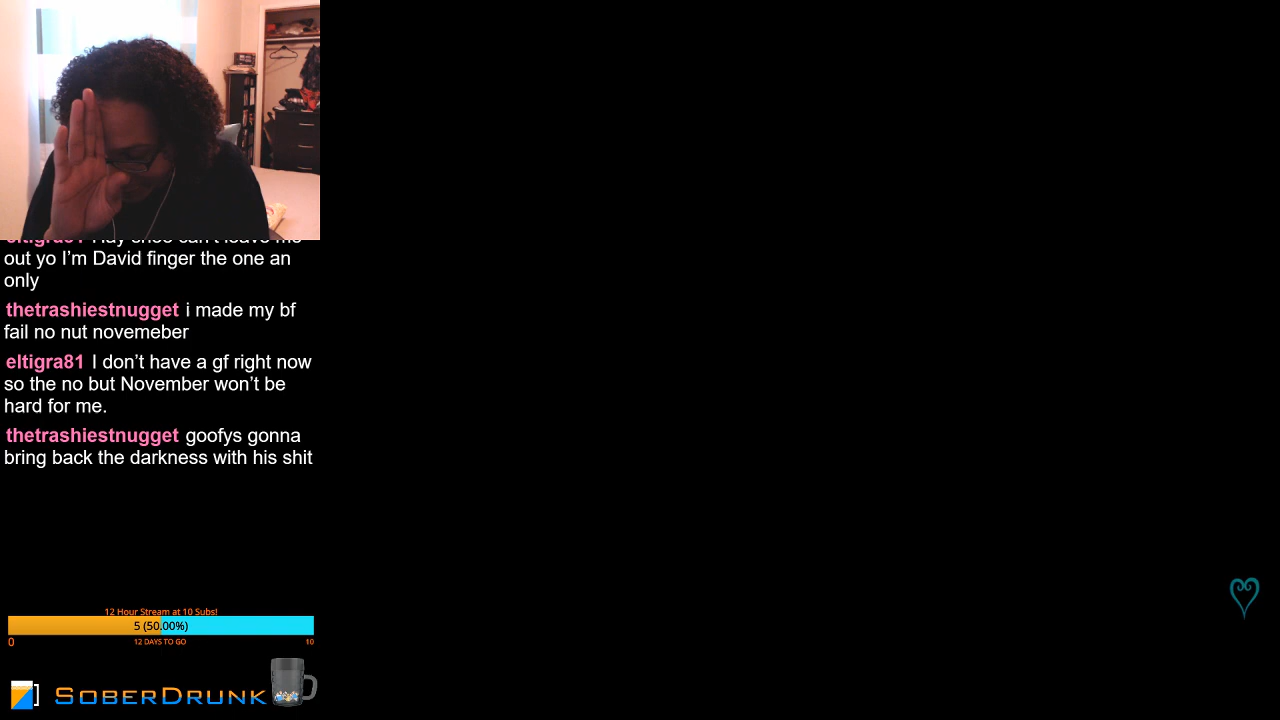 out yo I’m David finger the one an
only
thetrashiestnugget i made my bf
fail no nut novemeber
eltigra81 I don’t have a gf right now
so the no but November won’t be
hard for me.
thetrashiestnugget goofys gonna
bring back the darkness with his shit
12 Hour Stream at 10 Subs!
5 (50.00%)
0 12 DAYS TO GO 10
SOBERDRUNK